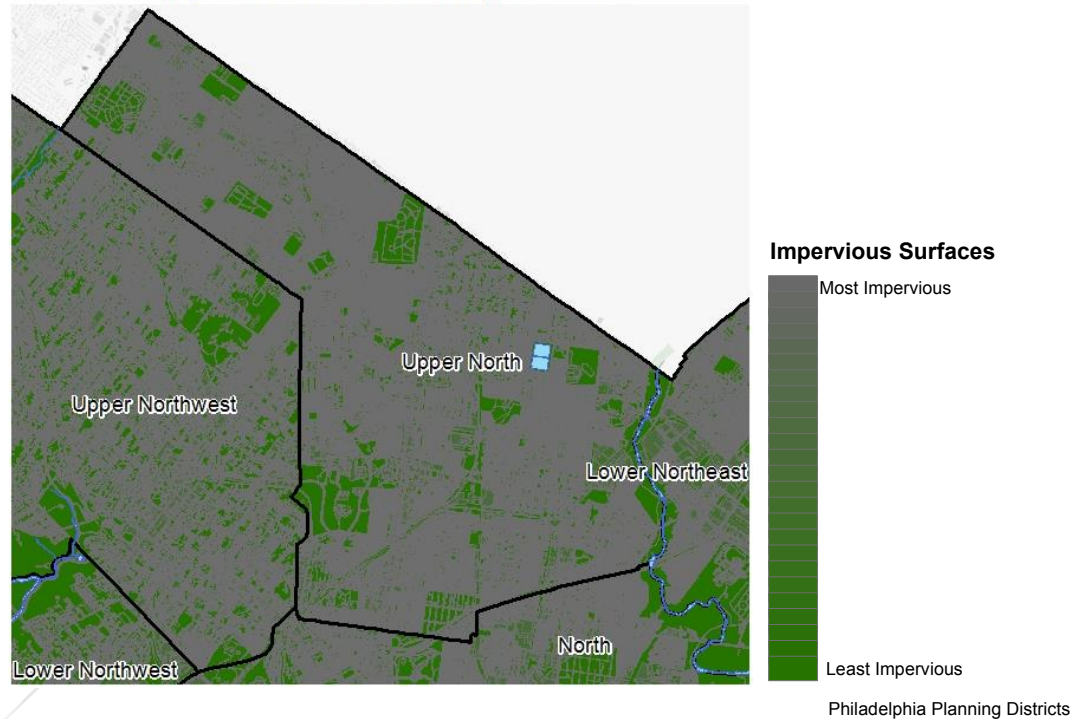 Impervious Surfaces
Most Impervious
Upper North
Upper Northwest
Lower Northeast
North
Lower Northwest
Least Impervious
Philadelphia Planning Districts